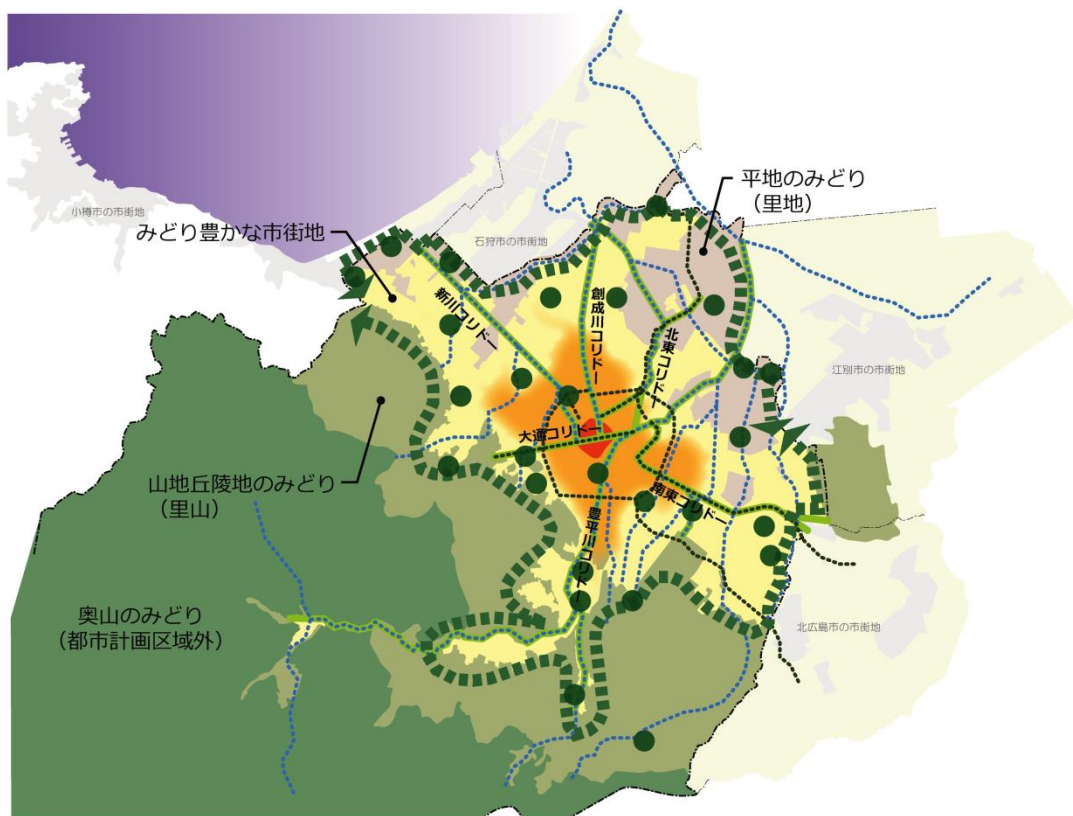 平地のみどり
（里地）
小樽市の市街地
みどり豊かな市街地
石狩市の市街地
新川コリドー
創成川コリドー
北東コリドー
江別市の市街地
大通コリドー
山地丘陵地のみどり
（里山）
南東コリドー
豊平川コリドー
奥山のみどり
（都市計画区域外）
北広島市の市街地